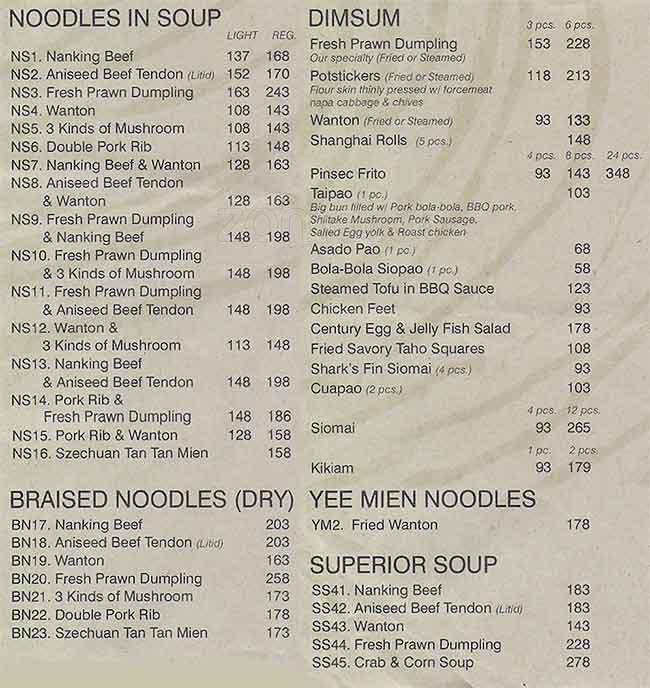 NOODLES IN SOUP
LIGHT REG.
NS1. Nanking Beef 137 168
NS2. Aniseed Beef Tendon (Litid) 152 170
NS3. Fresh Prawn Dumpling 163 243
NS4. Wanton 108 143
NS5. 3 Kinds of Mushroom 108 143
NS6. Double Pork Rib 113 148
NS7. Nanking Beef & Wanton 128 163
NS8. Aniseed Beef Tendon
& Wanton 128 163
NS9. Fresh Prawn Dumpling
& Nanking Beef 148 198
NS10. Fresh Prawn Dumpling
& 3 Kinds of Mushroom 148 198
NS11. Fresh Prawn Dumpling
& Aniseed Beef Tendon 148 198
NS12. Wanton &
3 Kinds of Mushroom 113 148
NS13. Nanking Beef
& Aniseed Beef Tendon 148 198
NS14. Pork Rib &
Fresh Prawn Dumpling 148 186
NS15. Pork Rib & Wanton 128 158
NS16. Szechuan Tan Tan Mien 158
BRAISED NOODLES (DRY)
BN17. Nanking Beef 203
BN18. Aniseed Beef Tendon (Litid) 203
BN19. Wanton 163
BN20. Fresh Prawn Dumpling 258
BN21. 3 Kinds of Mushroom 173
BN22. Double Pork Rib 178
BN23. Szechuan Tan Tan Mien 173
DIMSUM
3 pcs. 6 pcs.
Fresh Prawn Dumpling 153 228
Our specialty (Fried or Steamed)
Potstickers (Fried or Steamed) 118 213
Flour skin thinly pressed w/ forcemeat
napa cabbage & chives
Wanton (Fried or Steamed) 93 133
Shanghai Rolls (5 pcs.) 148
4 pcs. 8 pcs. 24 pcs.
Pinsec Frito 93 143 348
Taipao (1 pc.) 103
Big bun filled w/ Pork bola-bola, BBQ pork,
Shiitake Mushroom, Pork Sausage,
Salted Egg yolk & Roast chicken
Asado Pao (1 pc.) 68
Bola-Bola Siopao (1 pc.) 58
Steamed Tofu in BBQ Sauce 123
Chicken Feet 93
Century Egg & Jelly Fish Salad 178
Fried Savory Taho Squares 108
Shark's Fin Siomai (4 pcs.) 93
Cuapao (2 pcs.) 103
4 pcs. 12 pcs.
Siomai 93 265
1 pc. 2 pcs.
Kikiam 93 179
YEE MIEN NOODLES
YM2. Fried Wanton 178
SUPERIOR SOUP
SS41. Nanking Beef 183
SS42. Aniseed Beef Tendon (Litid) 183
SS43. Wanton 143
SS44. Fresh Prawn Dumpling 228
SS45. Crab & Corn Soup 278